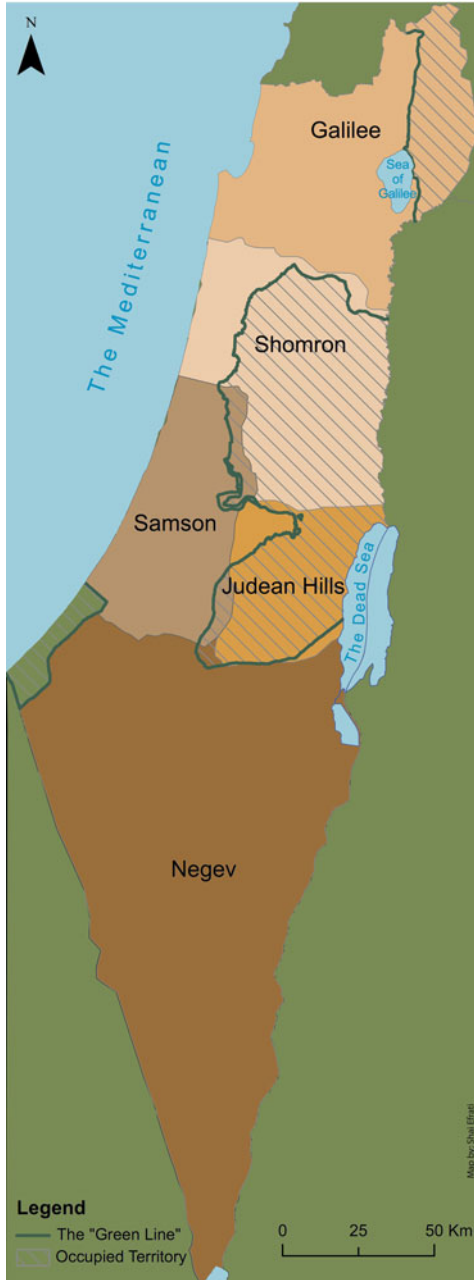 N
Galilee
Sea
of
Galilee
The Mediterranean
Shomron
Samson
Judean Hills
The Dead Sea
Negev
Map by: Shai Efrati
Legend
The "Green Line"
Occupied Territory
0 25 50 Km